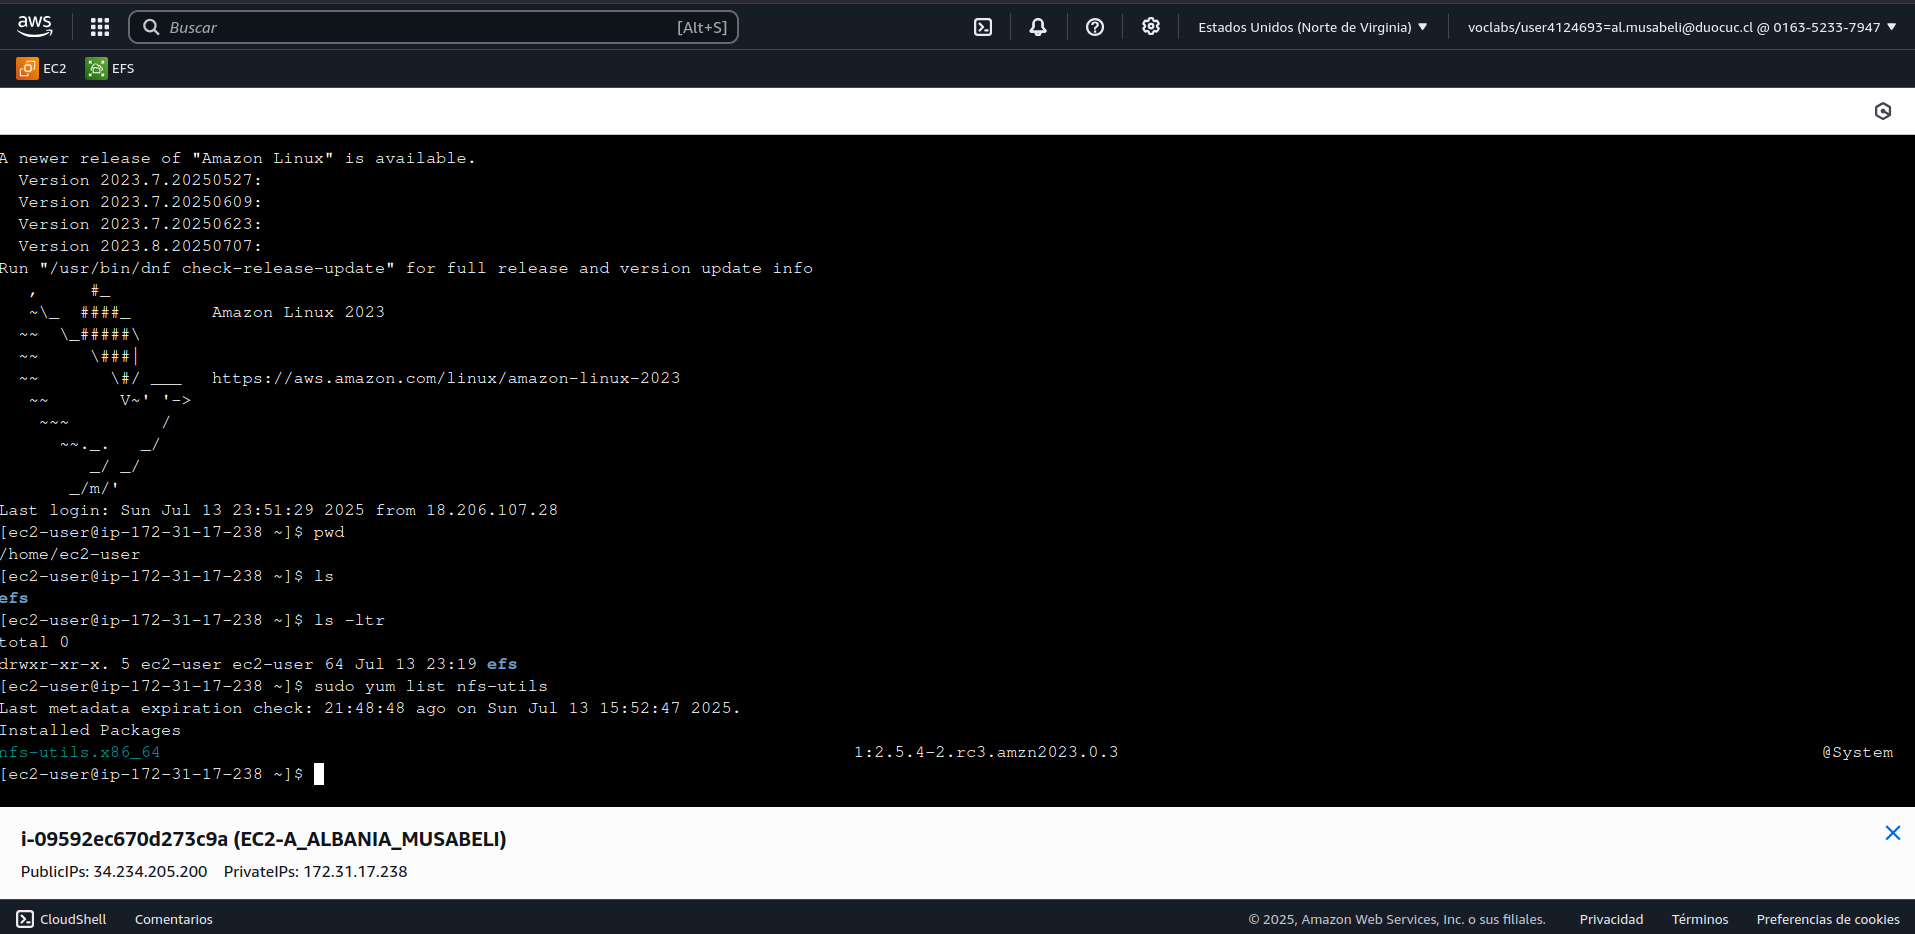 aws
Buscar [Alt+S] Estados Unidos (Norte de Virginia) ▼ voclabs/user4124693=al.musabeli@duocuc.cl @ 0163-5233-7947 ▼
EC2 EFS
A newer release of "Amazon Linux" is available.
  Version 2023.7.20250527:
  Version 2023.7.20250609:
  Version 2023.7.20250623:
  Version 2023.8.20250707:
Run "/usr/bin/dnf check-release-update" for full release and version update info
   ,     #_
   ~\_  ####_        Amazon Linux 2023
  ~~  \_#####\
  ~~     \###|
  ~~       \#/ ___   https://aws.amazon.com/linux/amazon-linux-2023
   ~~       V~' '->
    ~~~         /
      ~~._.   _/
         _/ _/
       _/m/'
Last login: Sun Jul 13 23:51:29 2025 from 18.206.107.28
[ec2-user@ip-172-31-17-238 ~]$ pwd
/home/ec2-user
[ec2-user@ip-172-31-17-238 ~]$ ls
efs
[ec2-user@ip-172-31-17-238 ~]$ ls -ltr
total 0
drwxr-xr-x. 5 ec2-user ec2-user 64 Jul 13 23:19 efs
[ec2-user@ip-172-31-17-238 ~]$ sudo yum list nfs-utils
Last metadata expiration check: 21:48:48 ago on Sun Jul 13 15:52:47 2025.
Installed Packages
nfs-utils.x86_64 1:2.5.4-2.rc3.amzn2023.0.3 @System
[ec2-user@ip-172-31-17-238 ~]$
i-09592ec670d273c9a (EC2-A_ALBANIA_MUSABELI)
PublicIPs: 34.234.205.200 PrivateIPs: 172.31.17.238
CloudShell Comentarios © 2025, Amazon Web Services, Inc. o sus filiales. Privacidad Términos Preferencias de cookies